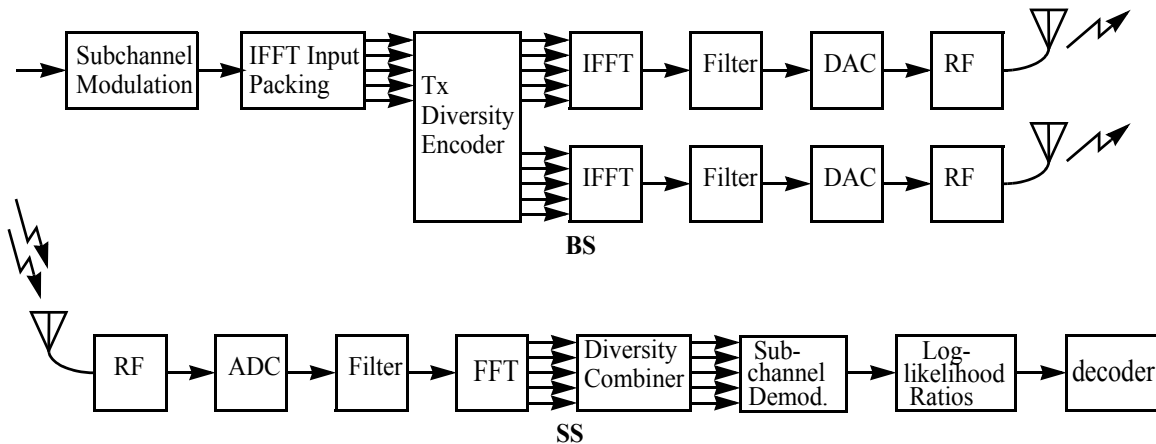 Subchannel
Modulation
IFFT Input
Packing
Tx
Diversity
Encoder
IFFT
Filter
DAC
RF
IFFT
Filter
DAC
RF
BS
RF
ADC
Filter
FFT
Diversity
Combiner
Sub-
channel
Demod.
Log-
likelihood
Ratios
decoder
SS